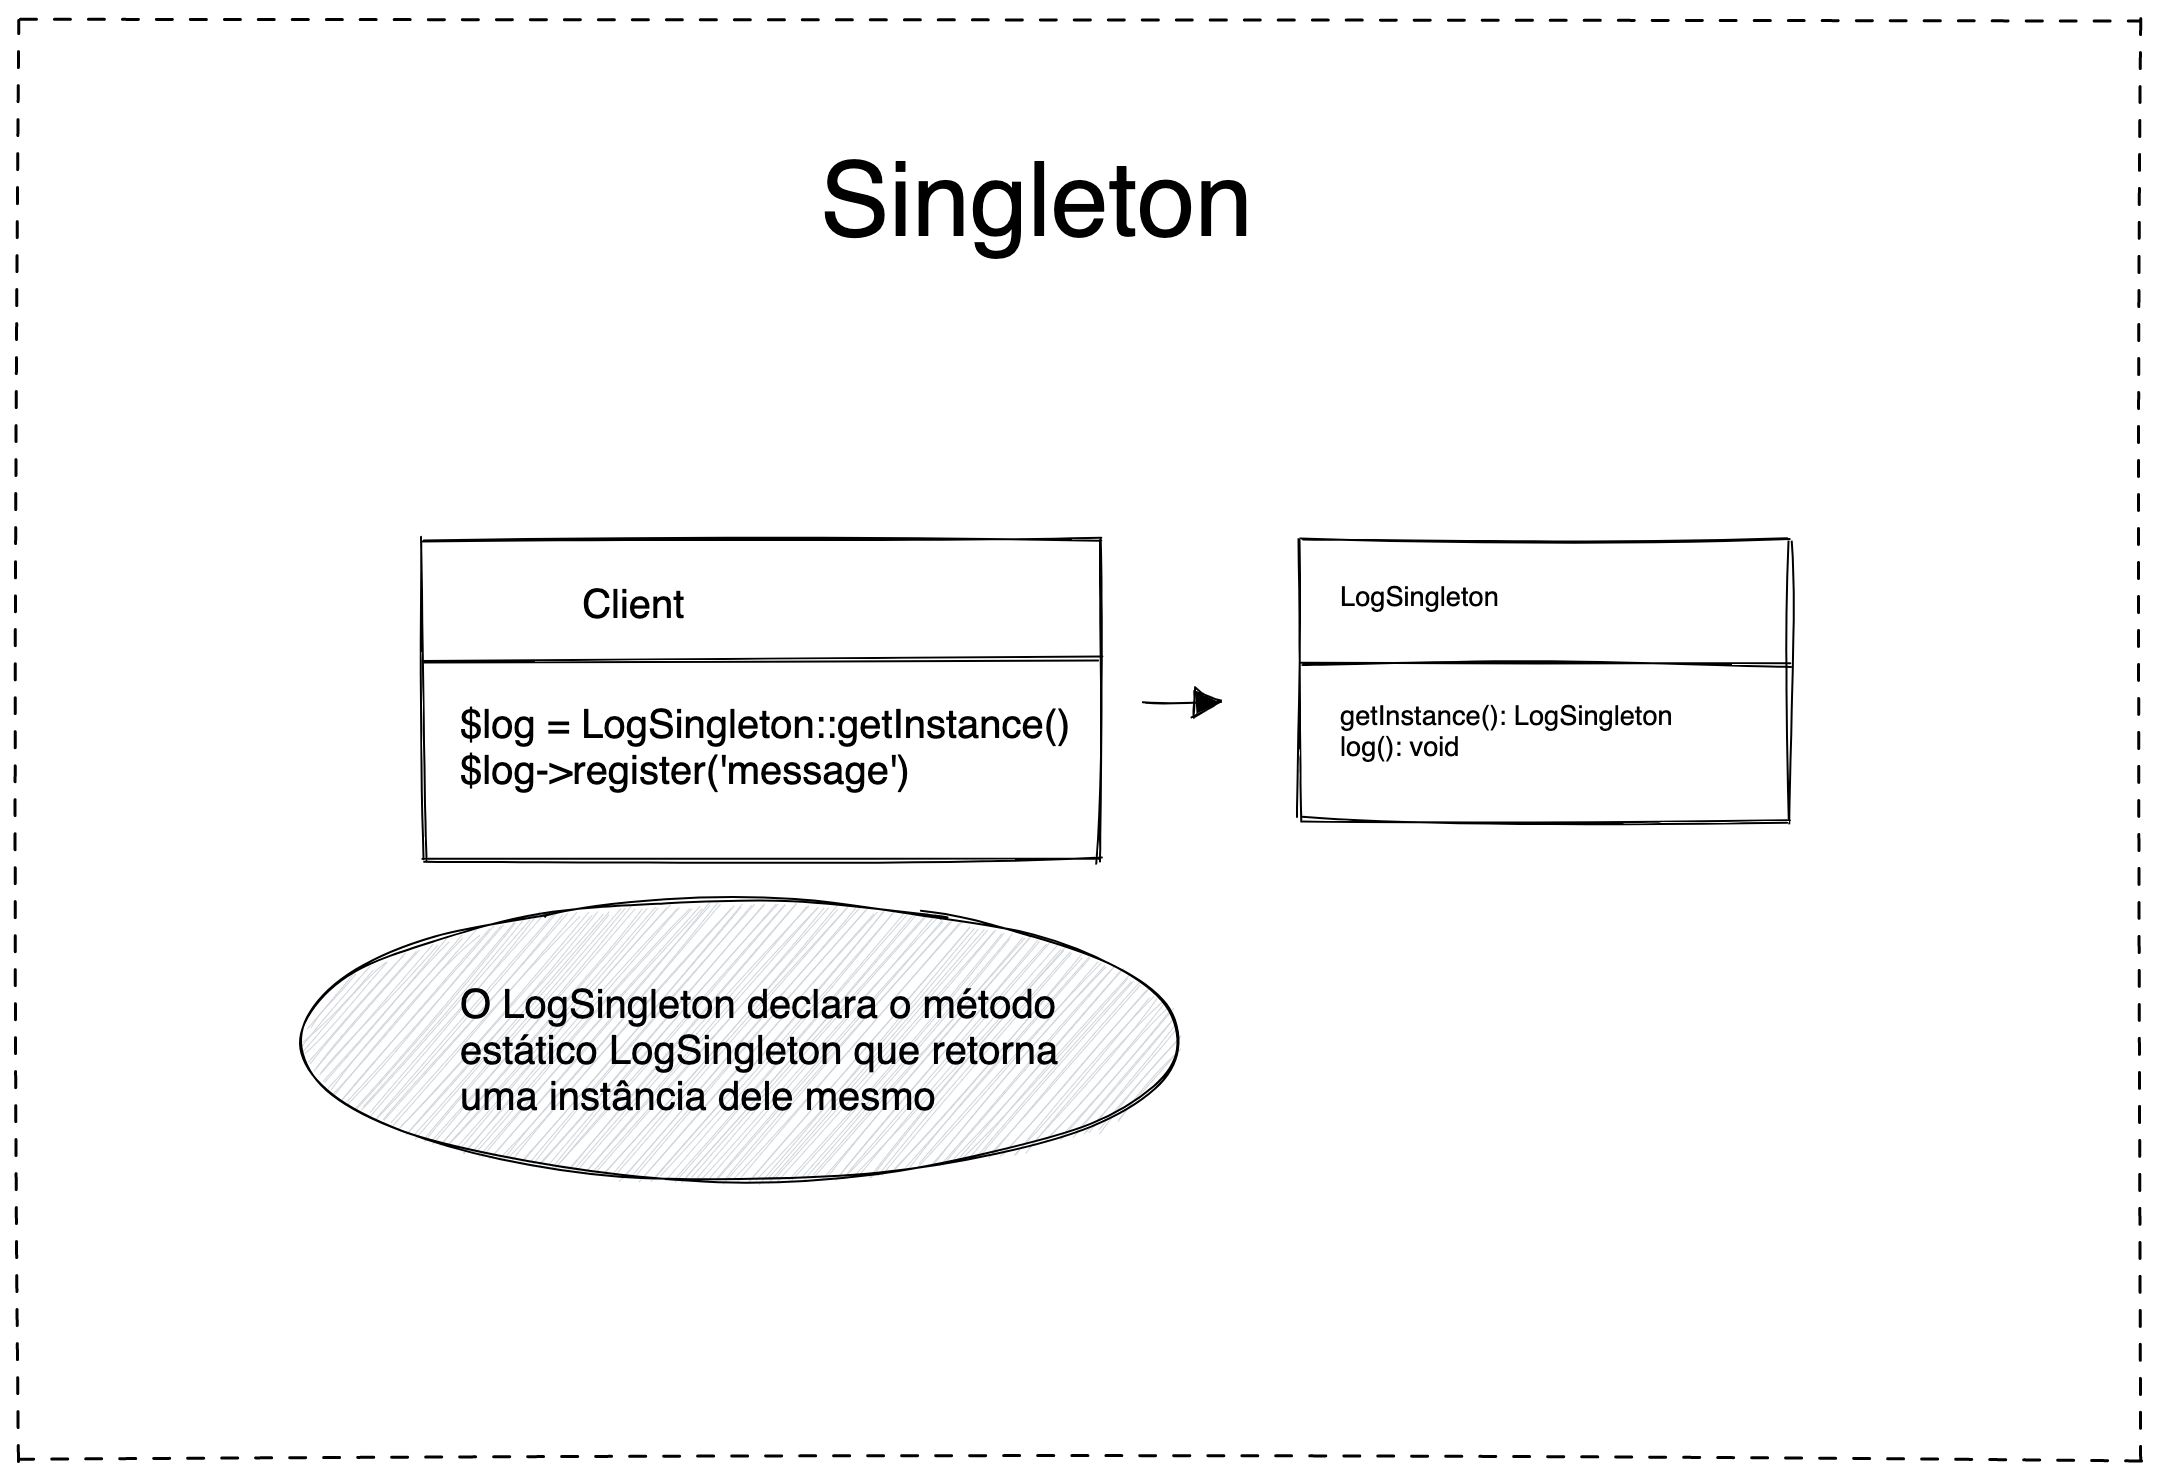 Singleton
Client
$log = LogSingleton::getInstance()
$log->register('message')
LogSingleton
getInstance(): LogSingleton
log(): void
O LogSingleton declara o método
estático LogSingleton que retorna
uma instância dele mesmo